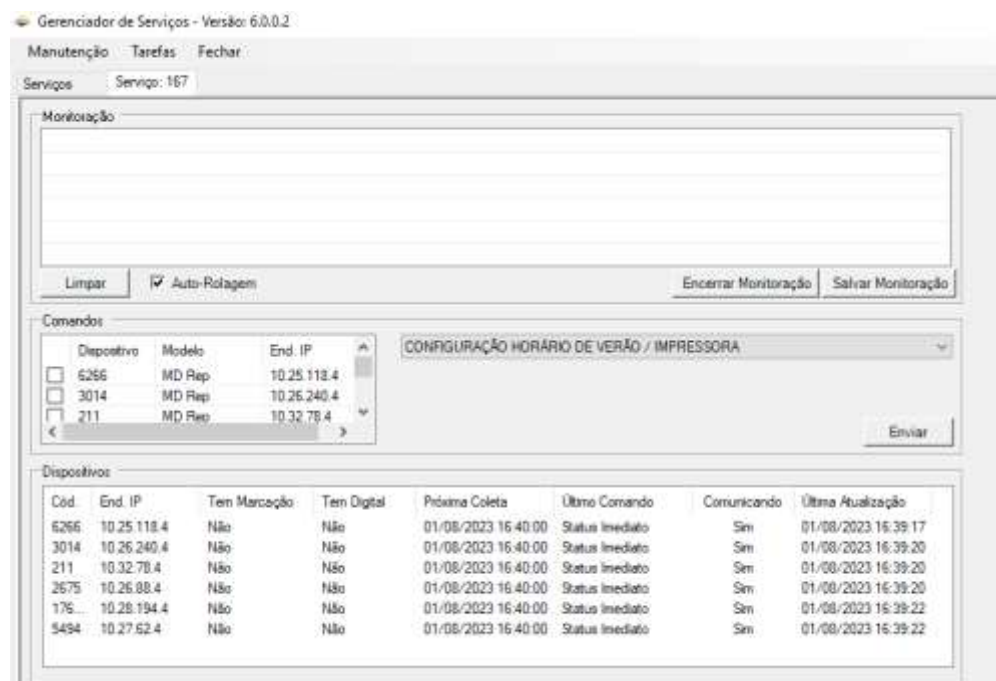 Gerenciador de Serviços - Versão: 6.0.0.2
Manutenção Tarefas Fechar
Serviços Serviço: 167
Monitoração
Limpar Auto-Rolagem Encerrar Monitoração Salvar Monitoração
Comandos
Dispositivo Modelo End. IP
CONFIGURAÇÃO HORÁRIO DE VERÃO / IMPRESSORA
6266 MD Rep 10.25.118.4
3014 MD Rep 10.26.240.4
211 MD Rep 10.32.78.4
Enviar
Dispositivos
Cód. End. IP Tem Marcação Tem Digital Próxima Coleta Último Comando Comunicando Última Atualização
6266 10.25.118.4 Não Não 01/08/2023 16:40:00 Status Imediato Sim 01/08/2023 16:39:17
3014 10.26.240.4 Não Não 01/08/2023 16:40:00 Status Imediato Sim 01/08/2023 16:39:20
211 10.32.78.4 Não Não 01/08/2023 16:40:00 Status Imediato Sim 01/08/2023 16:39:20
2675 10.26.88.4 Não Não 01/08/2023 16:40:00 Status Imediato Sim 01/08/2023 16:39:20
176... 10.28.194.4 Não Não 01/08/2023 16:40:00 Status Imediato Sim 01/08/2023 16:39:22
5494 10.27.62.4 Não Não 01/08/2023 16:40:00 Status Imediato Sim 01/08/2023 16:39:22